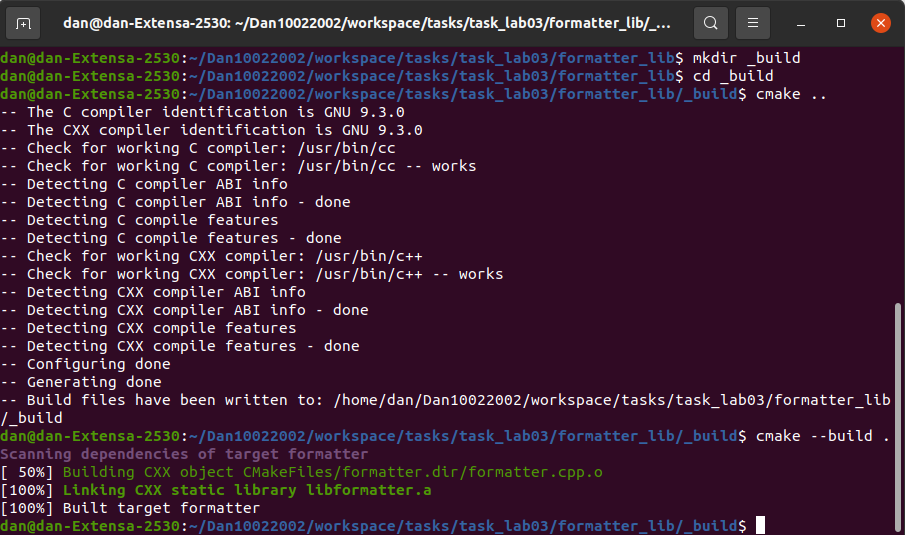 dan@dan-Extensa-2530: ~/Dan10022002/workspace/tasks/task_lab03/formatter_lib/_...
dan@dan-Extensa-2530:~/Dan10022002/workspace/tasks/task_lab03/formatter_lib$ mkdir _build
dan@dan-Extensa-2530:~/Dan10022002/workspace/tasks/task_lab03/formatter_lib$ cd _build
dan@dan-Extensa-2530:~/Dan10022002/workspace/tasks/task_lab03/formatter_lib/_build$ cmake ..
-- The C compiler identification is GNU 9.3.0
-- The CXX compiler identification is GNU 9.3.0
-- Check for working C compiler: /usr/bin/cc
-- Check for working C compiler: /usr/bin/cc -- works
-- Detecting C compiler ABI info
-- Detecting C compiler ABI info - done
-- Detecting C compile features
-- Detecting C compile features - done
-- Check for working CXX compiler: /usr/bin/c++
-- Check for working CXX compiler: /usr/bin/c++ -- works
-- Detecting CXX compiler ABI info
-- Detecting CXX compiler ABI info - done
-- Detecting CXX compile features
-- Detecting CXX compile features - done
-- Configuring done
-- Generating done
-- Build files have been written to: /home/dan/Dan10022002/workspace/tasks/task_lab03/formatter_lib
/_build
dan@dan-Extensa-2530:~/Dan10022002/workspace/tasks/task_lab03/formatter_lib/_build$ cmake --build .
Scanning dependencies of target formatter
[ 50%] Building CXX object CMakeFiles/formatter.dir/formatter.cpp.o
[100%] Linking CXX static library libformatter.a
[100%] Built target formatter
dan@dan-Extensa-2530:~/Dan10022002/workspace/tasks/task_lab03/formatter_lib/_build$